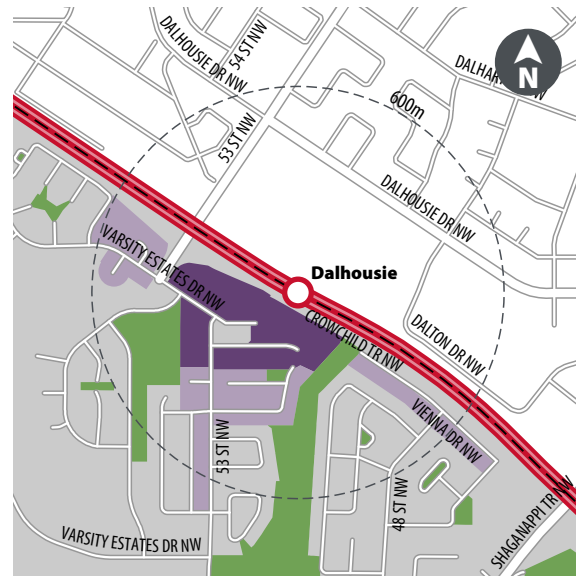 54 ST NW
DALHOUSIE DR NW
N
600m
53 ST NW
DALHOUSIE DR NW
VARSITY ESTATES DR NW
Dalhousie
CROWCHILD TR NW
DALTON DR NW
VIENNA DR NW
53 ST NW
48 ST NW
SHAGANAPPI TR NW
VARSITY ESTATES DR NW